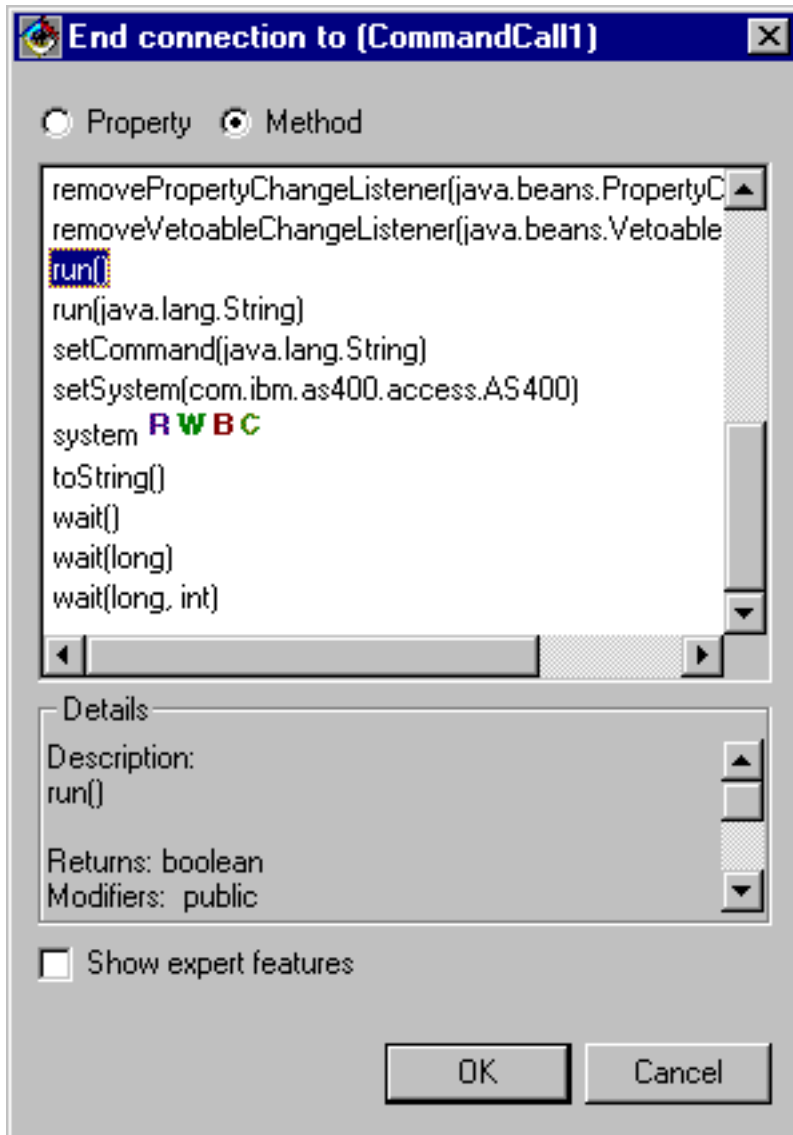 End connection to (CommandCall1)
Property Method
removePropertyChangeListener(java.beans.PropertyC
removeVetoableChangeListener(java.beans.Vetoable
run()
run(java.lang.String)
setCommand(java.lang.String)
setSystem(com.ibm.as400.access.AS400)
system R W B C
toString()
wait()
wait(long)
wait(long, int)
Details
Description:
run()
Returns: boolean
Modifiers: public
Show expert features
OK Cancel